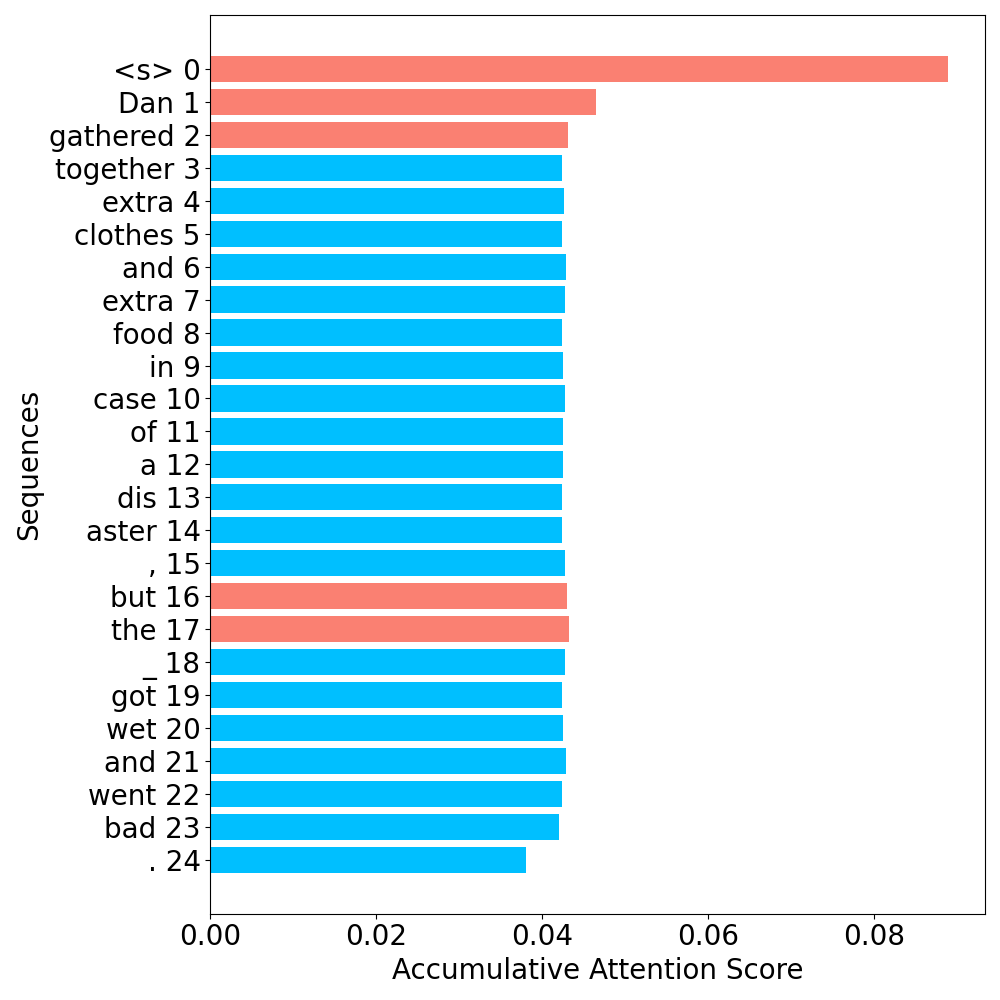 <s> 0
Dan 1
gathered 2
together 3
extra 4
clothes 5
and 6
extra 7
food 8
in 9
case 10
of 11
a 12
dis 13
aster 14
, 15
but 16
the 17
_ 18
got 19
wet 20
and 21
went 22
bad 23
. 24
Sequences
0.00 0.02 0.04 0.06 0.08
Accumulative Attention Score